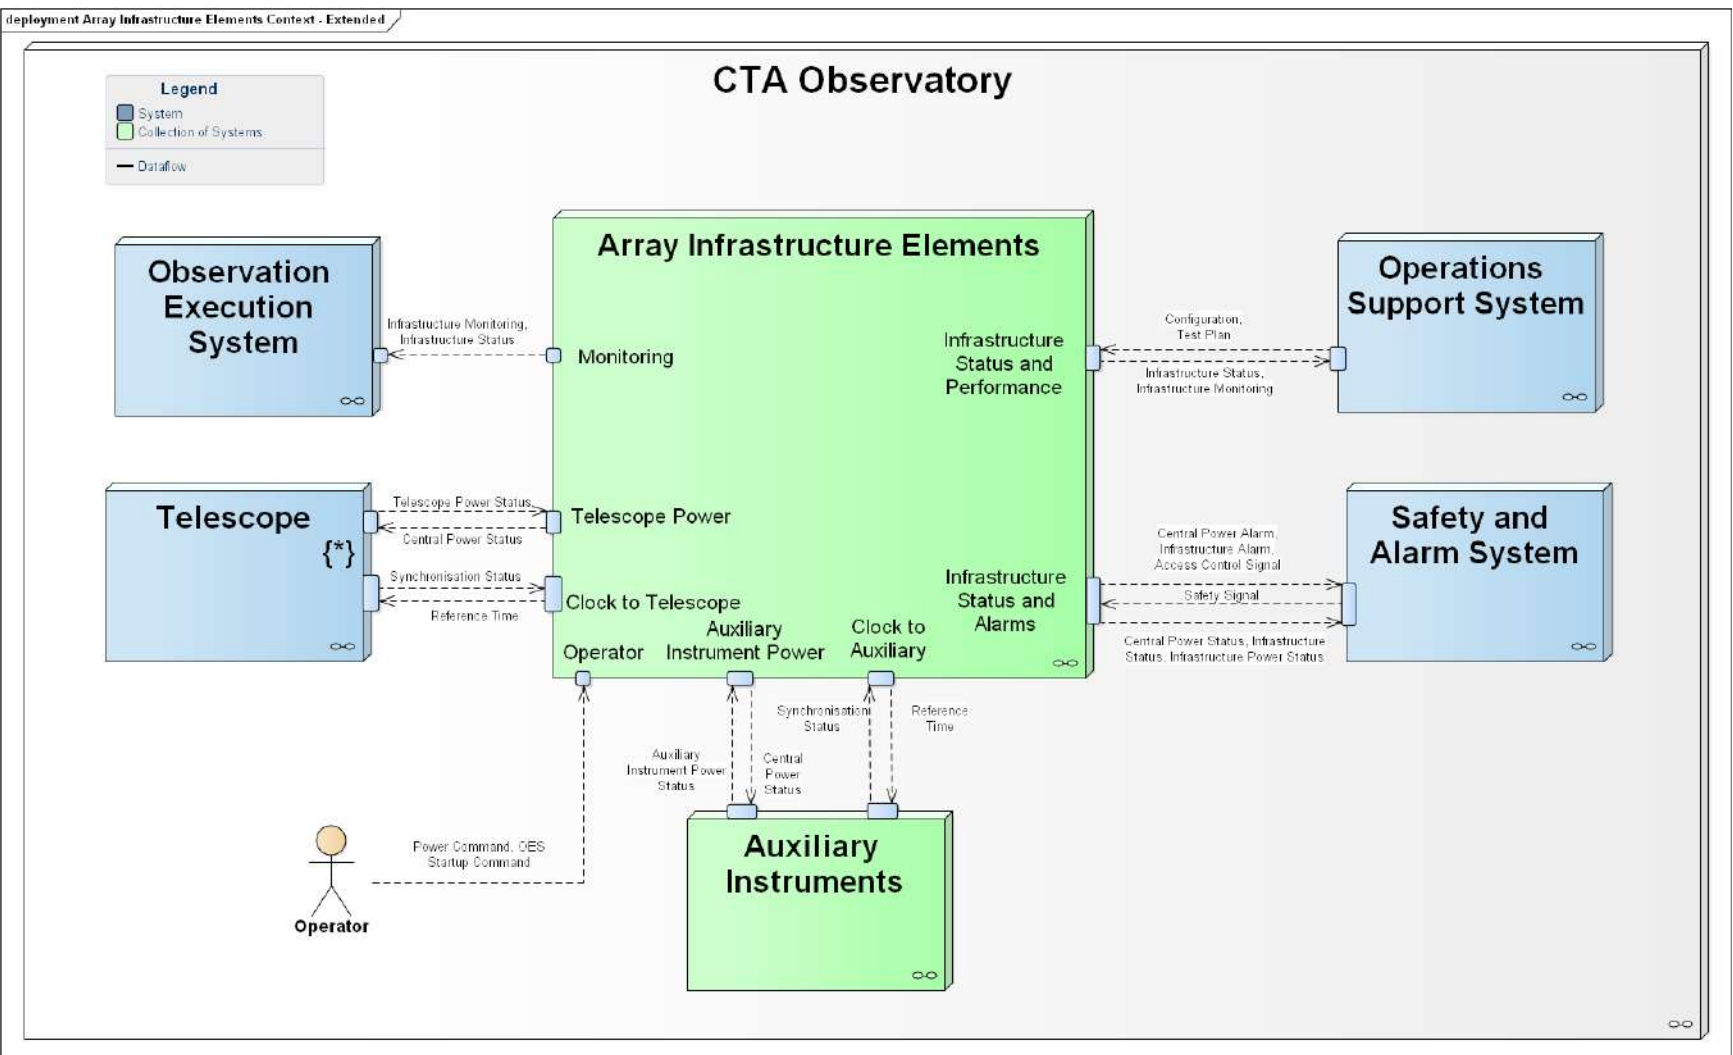 deployment Array Infrastructure Elements Context - Extended
CTA Observatory
Legend
System
Collection of Systems
Dataflow
Observation
Execution
System
Infrastructure Monitoring,
Infrastructure Status
Array Infrastructure Elements
Monitoring
Infrastructure
Status and
Performance
Configuration,
Test Plan
Infrastructure Status,
Infrastructure Monitoring
Operations
Support System
Telescope
{*}
Telescope Power Status
Central Power Status
Synchronisation Status
Reference Time
Telescope Power
Clock to Telescope
Operator
Auxiliary
Instrument Power
Clock to
Auxiliary
Infrastructure
Status and
Alarms
Central Power Alarm,
Infrastructure Alarm,
Access Control Signal
Safety Signal
Central Power Status, Infrastructure
Status, Infrastructure Power Status
Safety and
Alarm System
Synchronisation
Status
Reference
Time
Auxiliary
Instrument Power
Status
Central
Power
Status
Power Command, OES
Startup Command
Operator
Auxiliary
Instruments